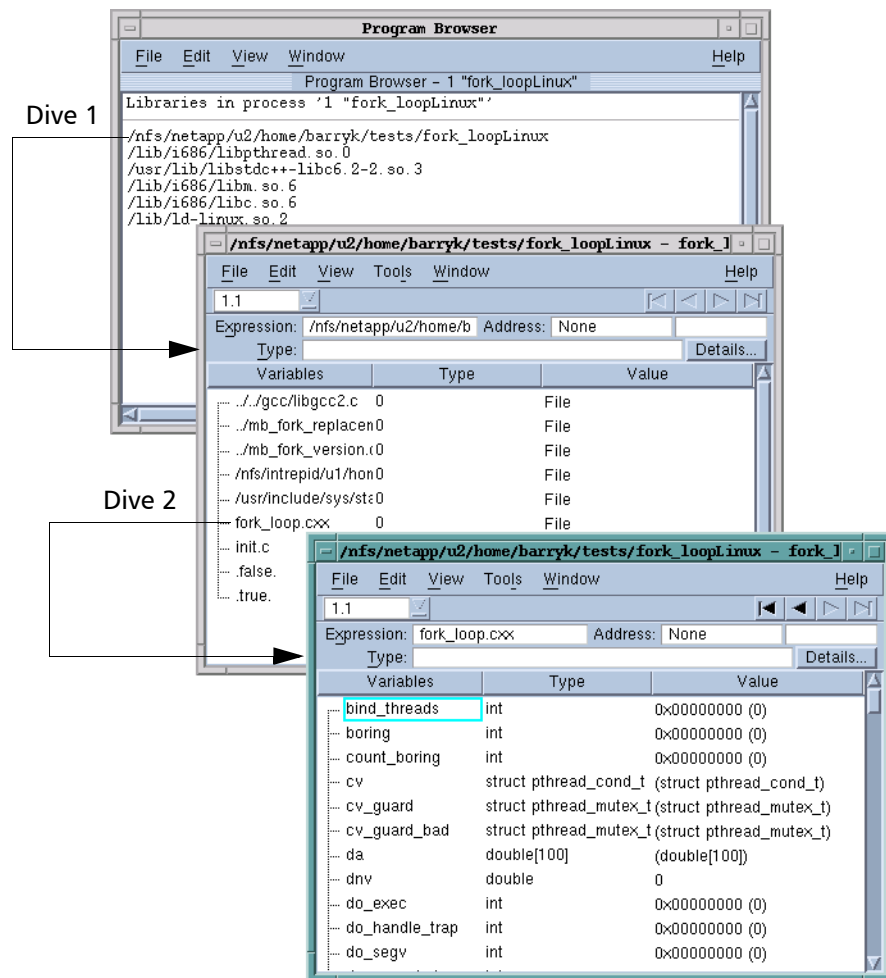 Program Browser
File Edit View Window Help
Program Browser - 1 "fork_loopLinux"
Libraries in process '1 "fork_loopLinux"'
Dive 1
/nfs/netapp/u2/home/barryk/tests/fork_loopLinux
/lib/i686/libpthread.so.0
/usr/lib/libstdc++-libc6.2-2.so.3
/lib/i686/libm.so.6
/lib/i686/libc.so.6
/lib/ld-linux.so.2
/nfs/netapp/u2/home/barryk/tests/fork_loopLinux - fork_l
File Edit View Tools Window Help
1.1
Expression: /nfs/netapp/u2/home/b Address: None
Type: Details...
Variables Type Value
../../gcc/libgcc2.c 0 File
../mb_fork_replacen 0 File
../mb_fork_version.( 0 File
/nfs/intrepid/u1/hon 0 File
/usr/include/sys/sta 0 File
Dive 2
fork_loop.cxx 0 File
init.c
.false.
.true.
/nfs/netapp/u2/home/barryk/tests/fork_loopLinux - fork_l
File Edit View Tools Window Help
1.1
Expression: fork_loop.cxx Address: None
Type: Details...
Variables Type Value
bind_threads int 0x00000000 (0)
boring int 0x00000000 (0)
count_boring int 0x00000000 (0)
cv struct pthread_cond_t (struct pthread_cond_t)
cv_guard struct pthread_mutex_t (struct pthread_mutex_t)
cv_guard_bad struct pthread_mutex_t (struct pthread_mutex_t)
da double[100] (double[100])
dnv double 0
do_exec int 0x00000000 (0)
do_handle_trap int 0x00000000 (0)
do_segv int 0x00000000 (0)